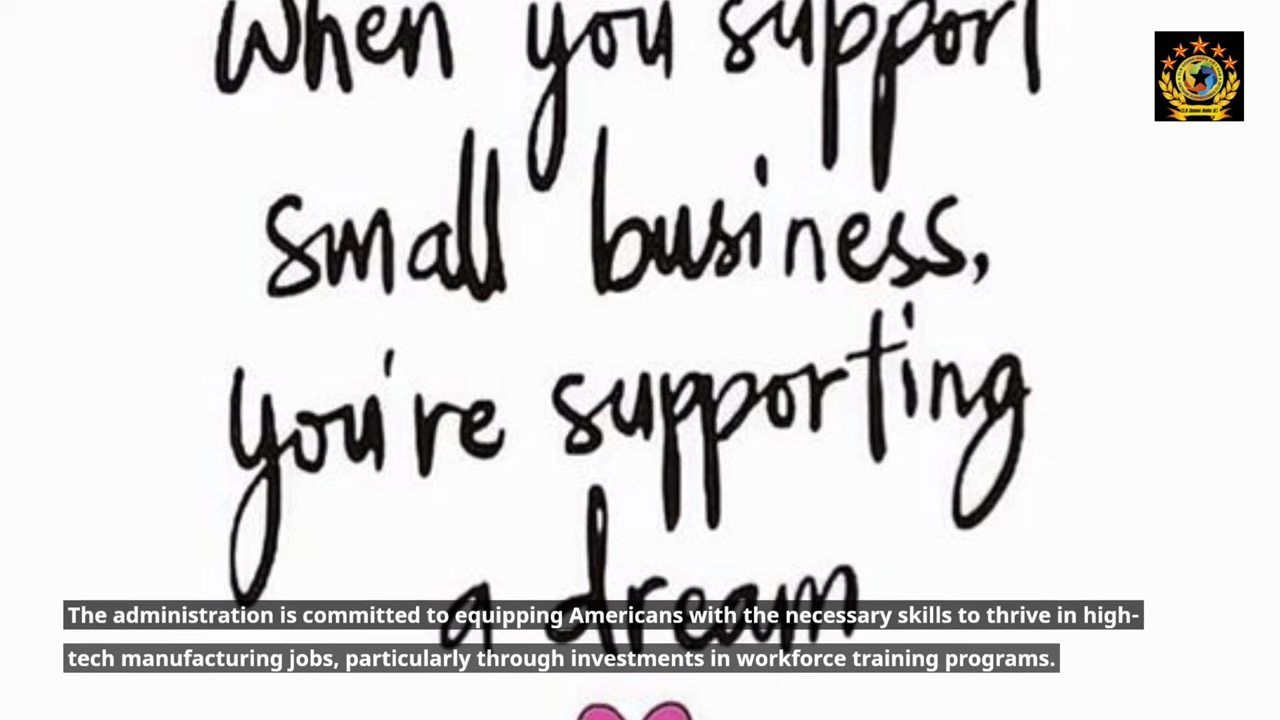 When you support
small business,
you're supporting
a dream
The administration is committed to equipping Americans with the necessary skills to thrive in high-
tech manufacturing jobs, particularly through investments in workforce training programs.